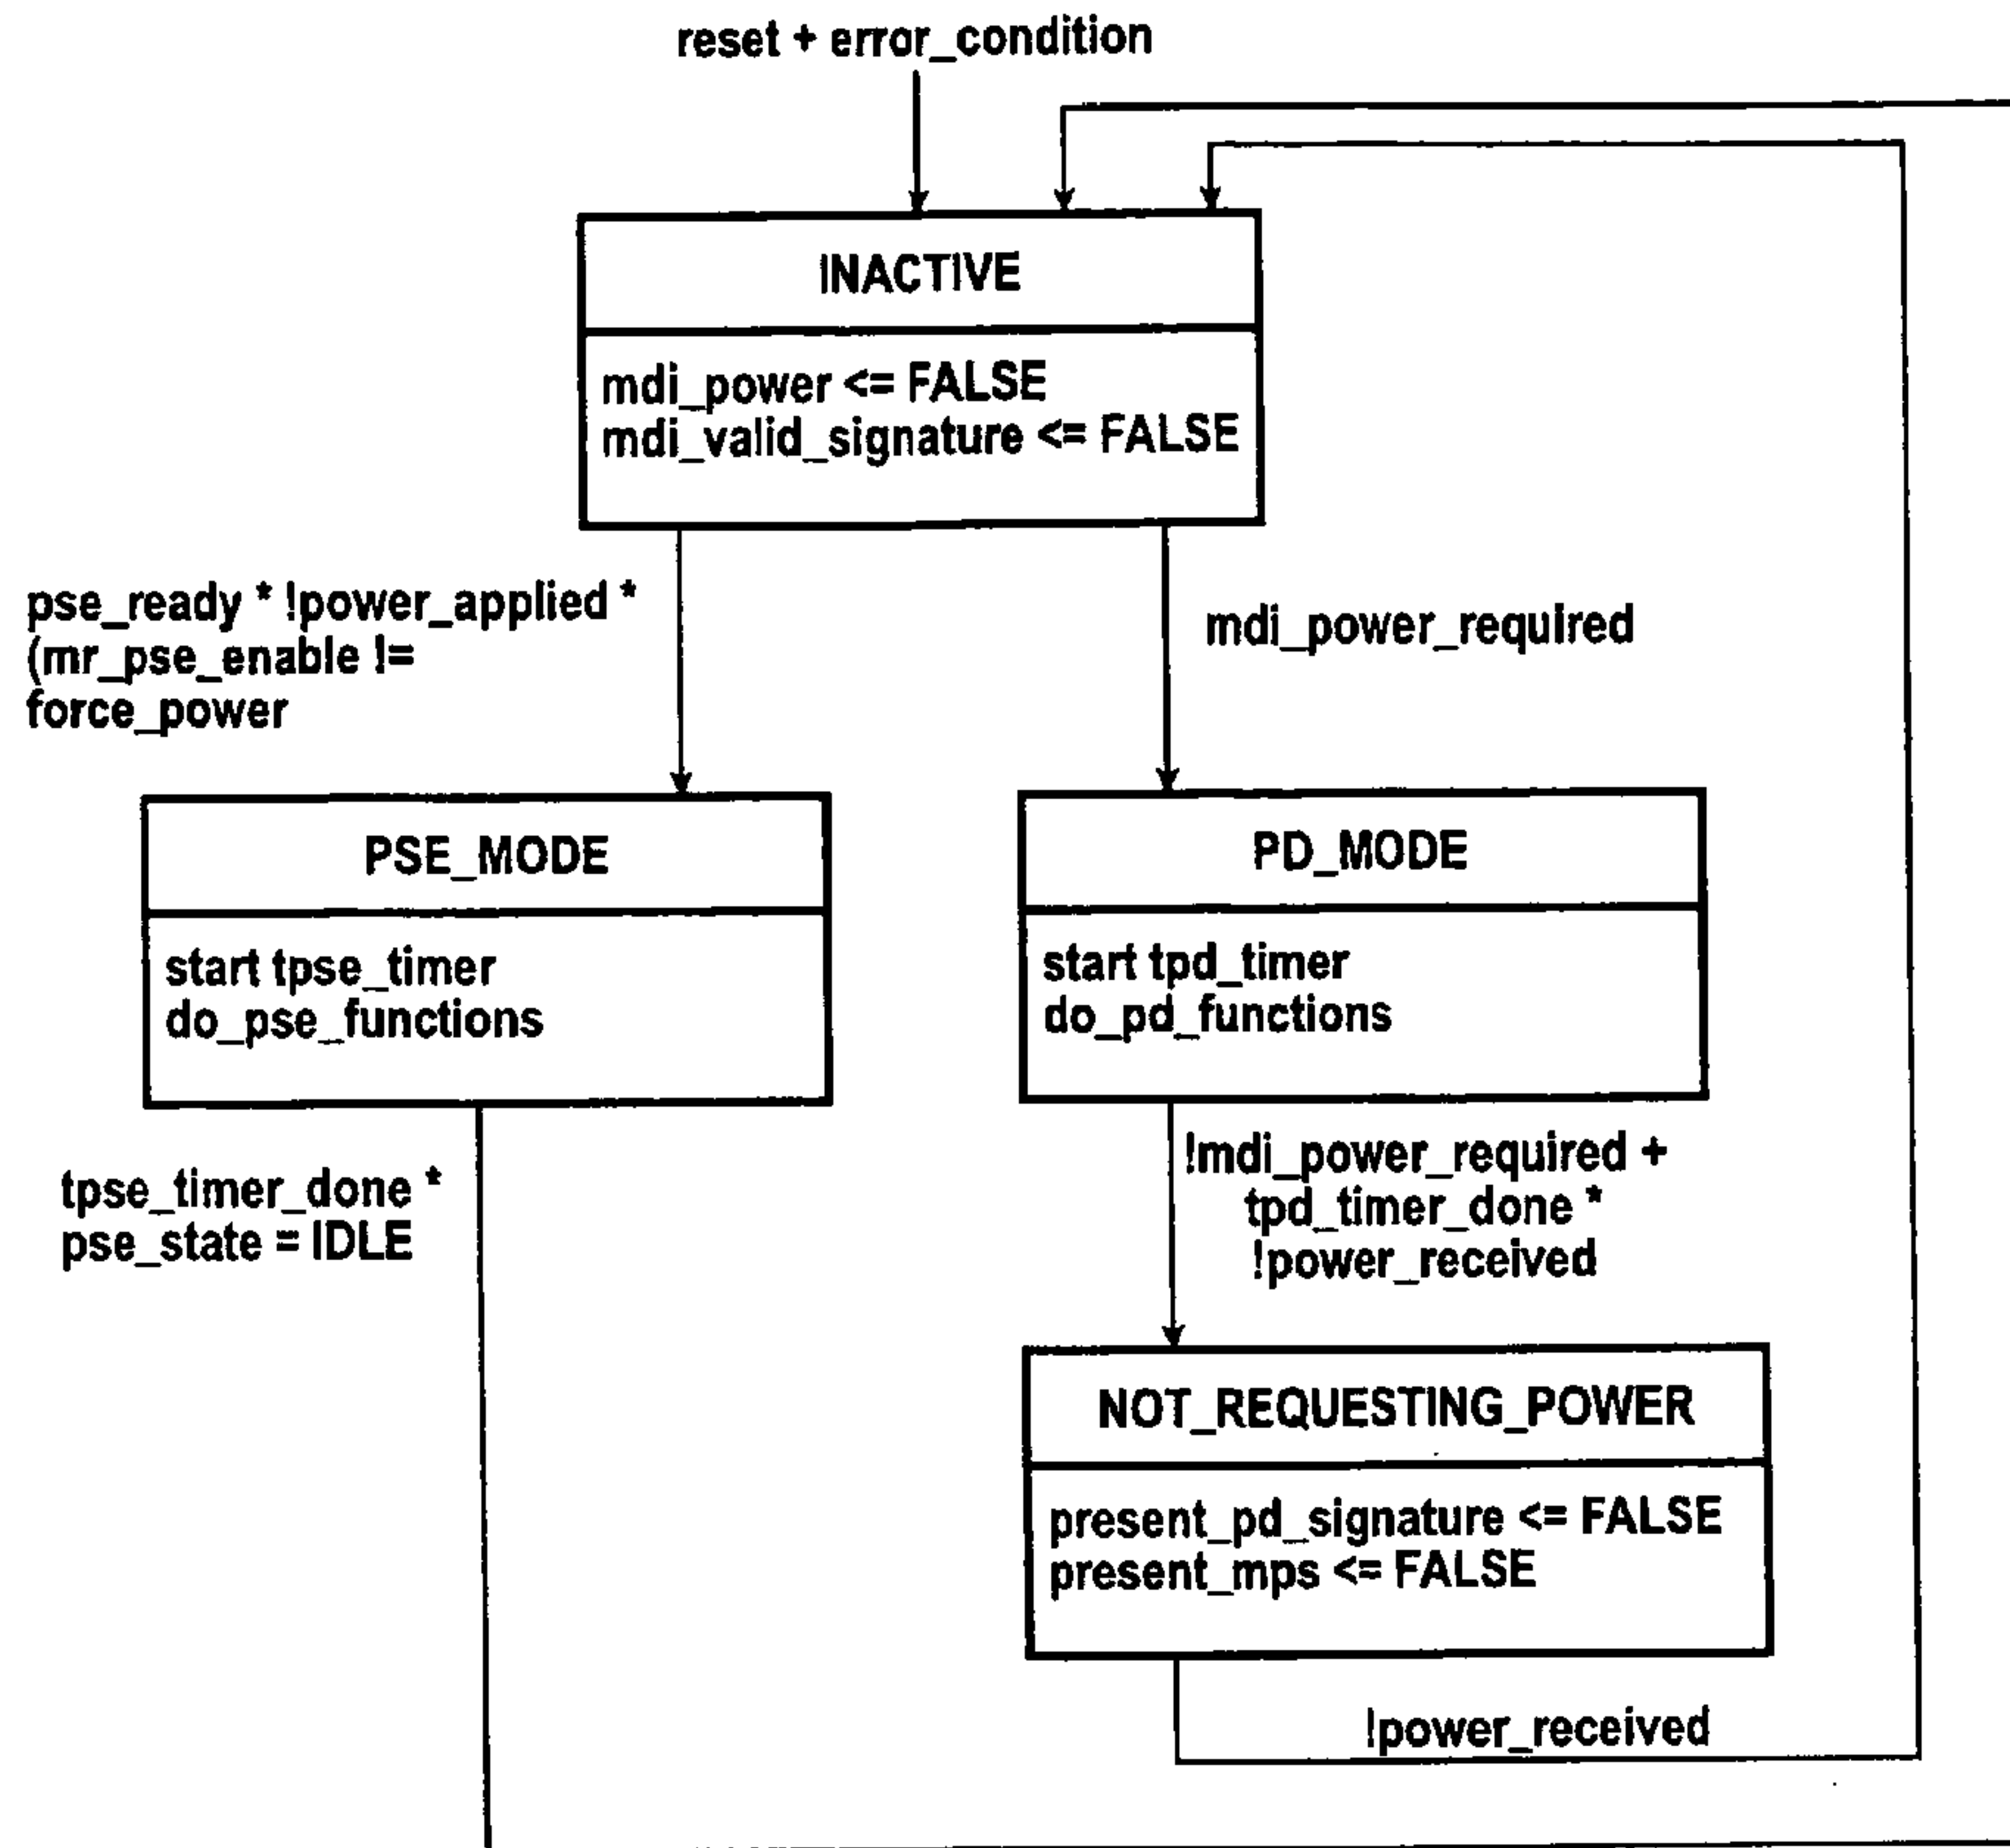 reset + error_condition
INACTIVE
mdi_power <= FALSE
mdi_valid_signature <= FALSE
pse_ready * !power_applied *
(mr_pse_enable !=
force_power
mdi_power_required
PSE_MODE
start tpse_timer
do_pse_functions
PD_MODE
start tpd_timer
do_pd_functions
tpse_timer_done *
pse_state = IDLE
!mdi_power_required +
tpd_timer_done *
!power_received
NOT_REQUESTING_POWER
present_pd_signature <= FALSE
present_mps <= FALSE
!power_received